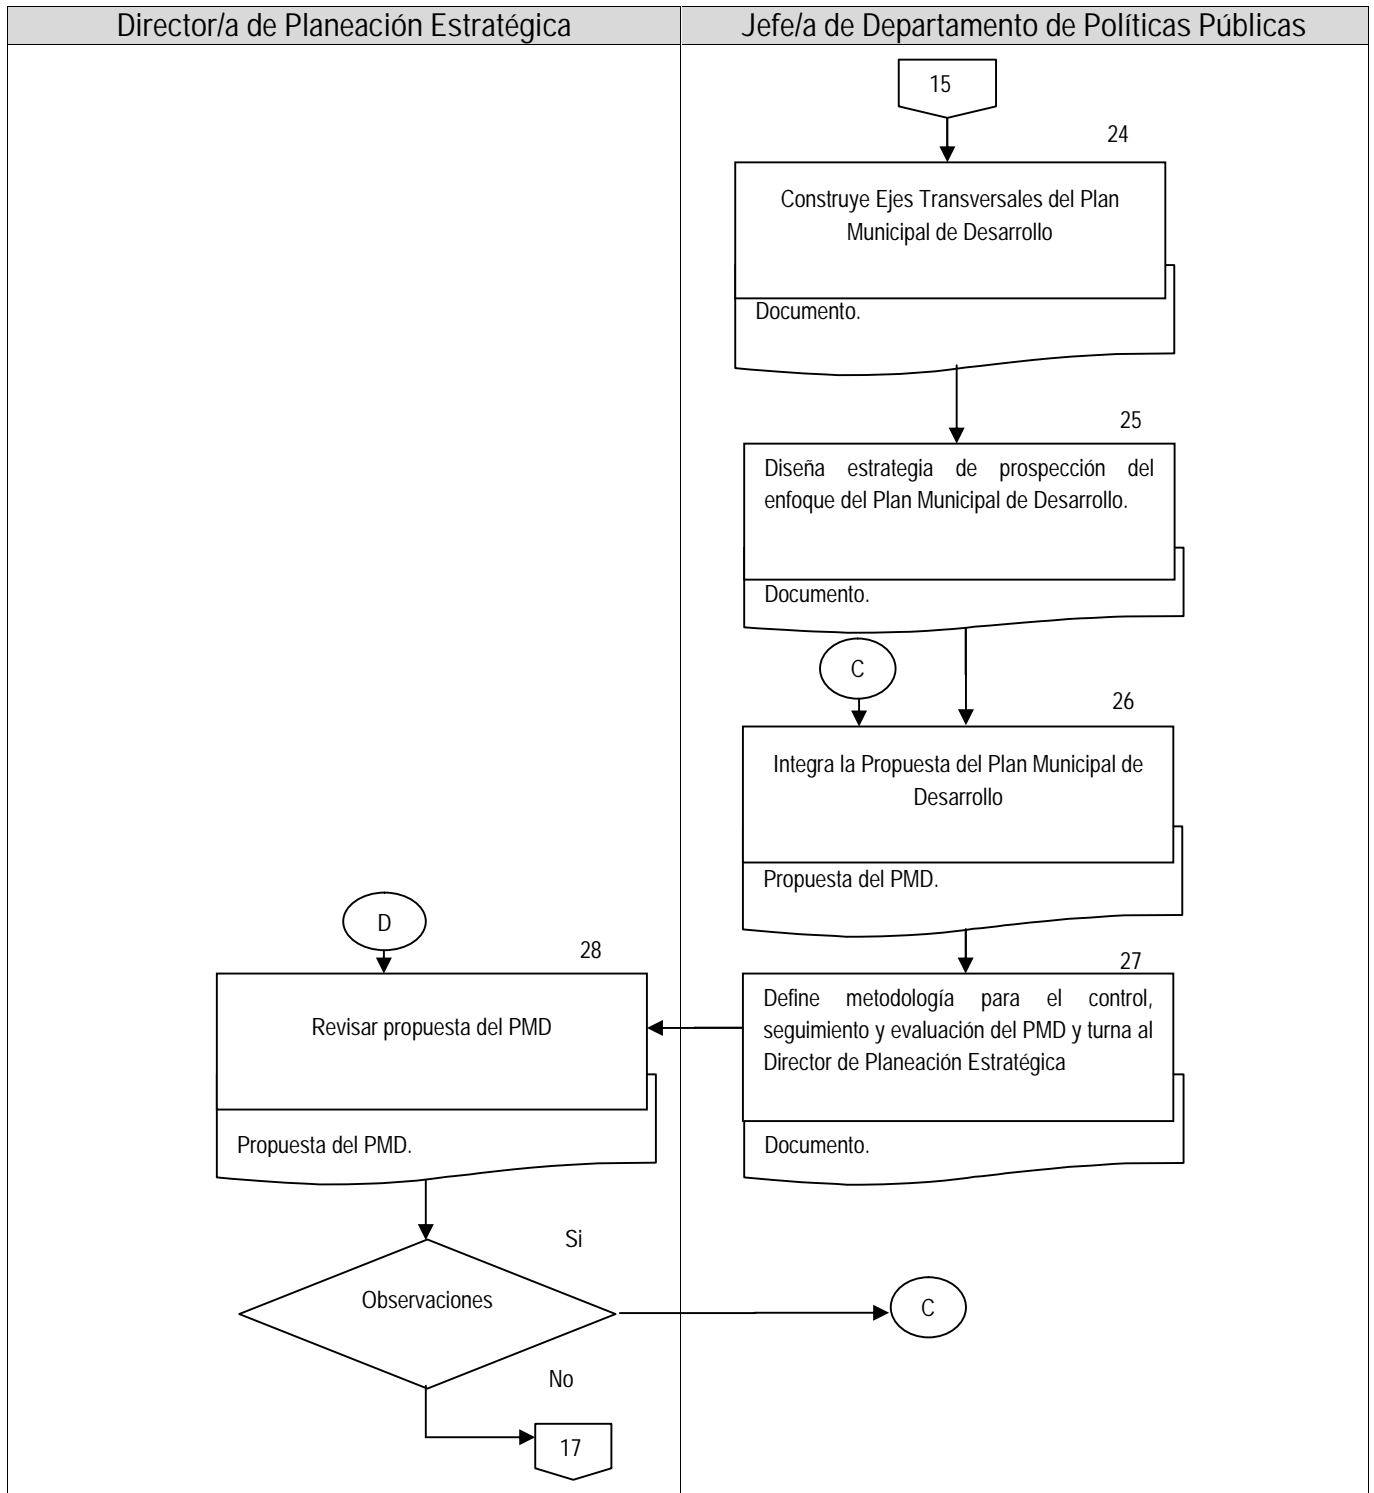 Director/a de Planeación Estratégica
Jefe/a de Departamento de Políticas Públicas
15
24
Construye Ejes Transversales del Plan
Municipal de Desarrollo
Documento.
25
Diseña estrategia de prospección del
enfoque del Plan Municipal de Desarrollo.
Documento.
C
26
Integra la Propuesta del Plan Municipal de
Desarrollo
Propuesta del PMD.
27
Define metodología para el control,
seguimiento y evaluación del PMD y turna al
Director de Planeación Estratégica
Documento.
D
28
Revisar propuesta del PMD
Propuesta del PMD.
Si
Observaciones
C
No
17